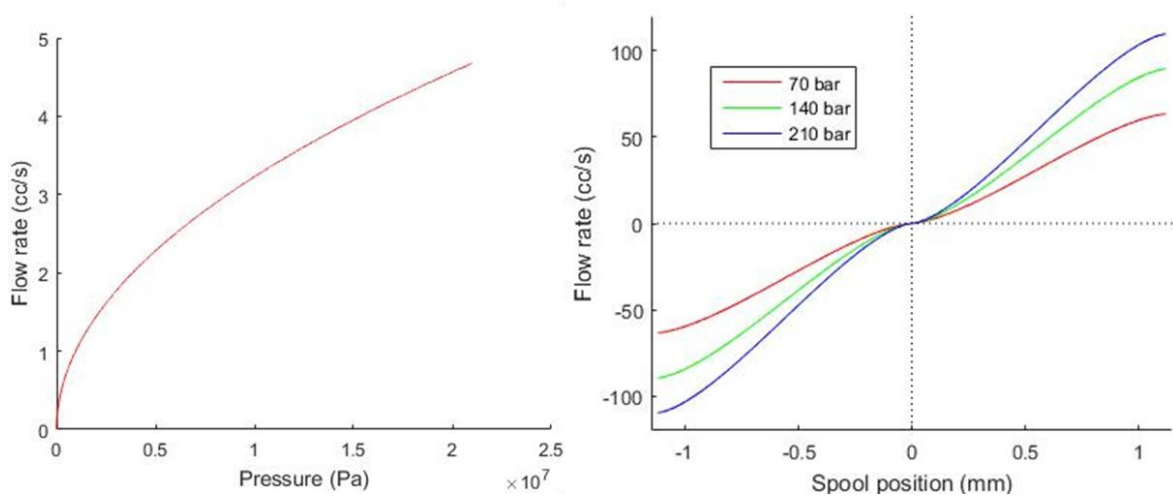 5
4
3
2
1
0
Flow rate (cc/s)
0 0.5 1 1.5 2 2.5
Pressure (Pa) ×10⁷
100
50
0
-50
-100
Flow rate (cc/s)
70 bar
140 bar
210 bar
-1 -0.5 0 0.5 1
Spool position (mm)